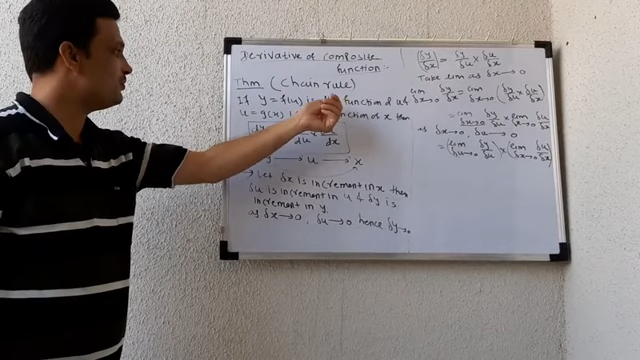 Derivative of composite
function :-
Thm (Chain rule)
If y = f(u) is function of u &
u = g(x) function of x then
du dx
y → u → x
→ Let δx is increment in x then
δu is increment in u & δy is
increment in y.
as δx → 0, δu → 0 hence δy → 0
δy/δx = δy/δu × δu/δx
Take lim as δx → 0
lim δx→0 δy/δx = lim δx→0 (δy/δu × δu/δx)
= lim δx→0 δy/δu × lim δx→0 δu/δx
as δx → 0, δu → 0
= (lim δu→0 δy/δu) × (lim δx→0 δu/δx)